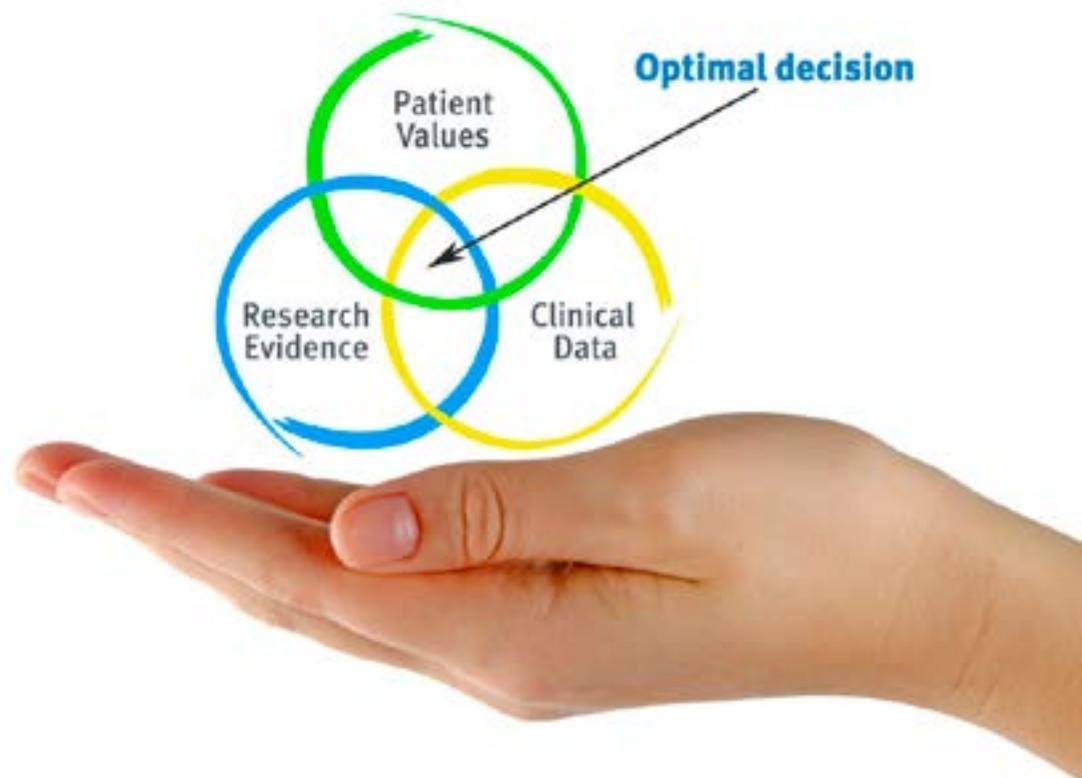 Optimal decision
Patient
Values
Research
Evidence
Clinical
Data